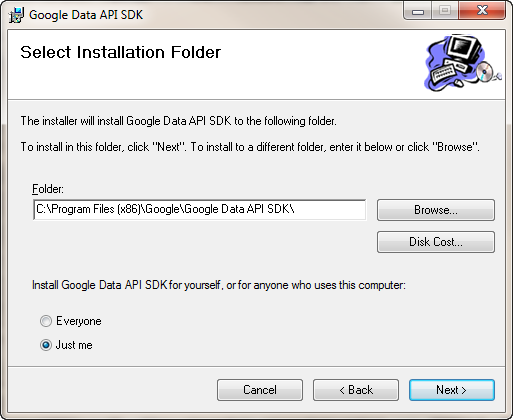 Google Data API SDK
Select Installation Folder
The installer will install Google Data API SDK to the following folder.
To install in this folder, click "Next". To install to a different folder, enter it below or click "Browse".
Folder:
C:\Program Files (x86)\Google\Google Data API SDK\
Browse...
Disk Cost...
Install Google Data API SDK for yourself, or for anyone who uses this computer:
Everyone
Just me
Cancel
< Back
Next >